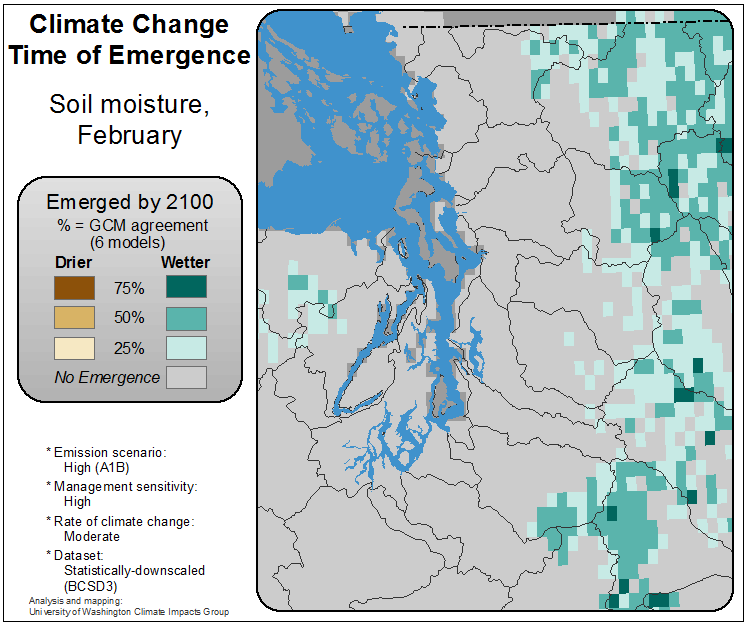 Climate Change
Time of Emergence
Soil moisture,
February
Emerged by 2100
% = GCM agreement
(6 models)
Drier Wetter
75%
50%
25%
No Emergence
* Emission scenario:
High (A1B)
* Management sensitivity:
High
* Rate of climate change:
Moderate
* Dataset:
Statistically-downscaled
(BCSD3)
Analysis and mapping:
University of Washington Climate Impacts Group